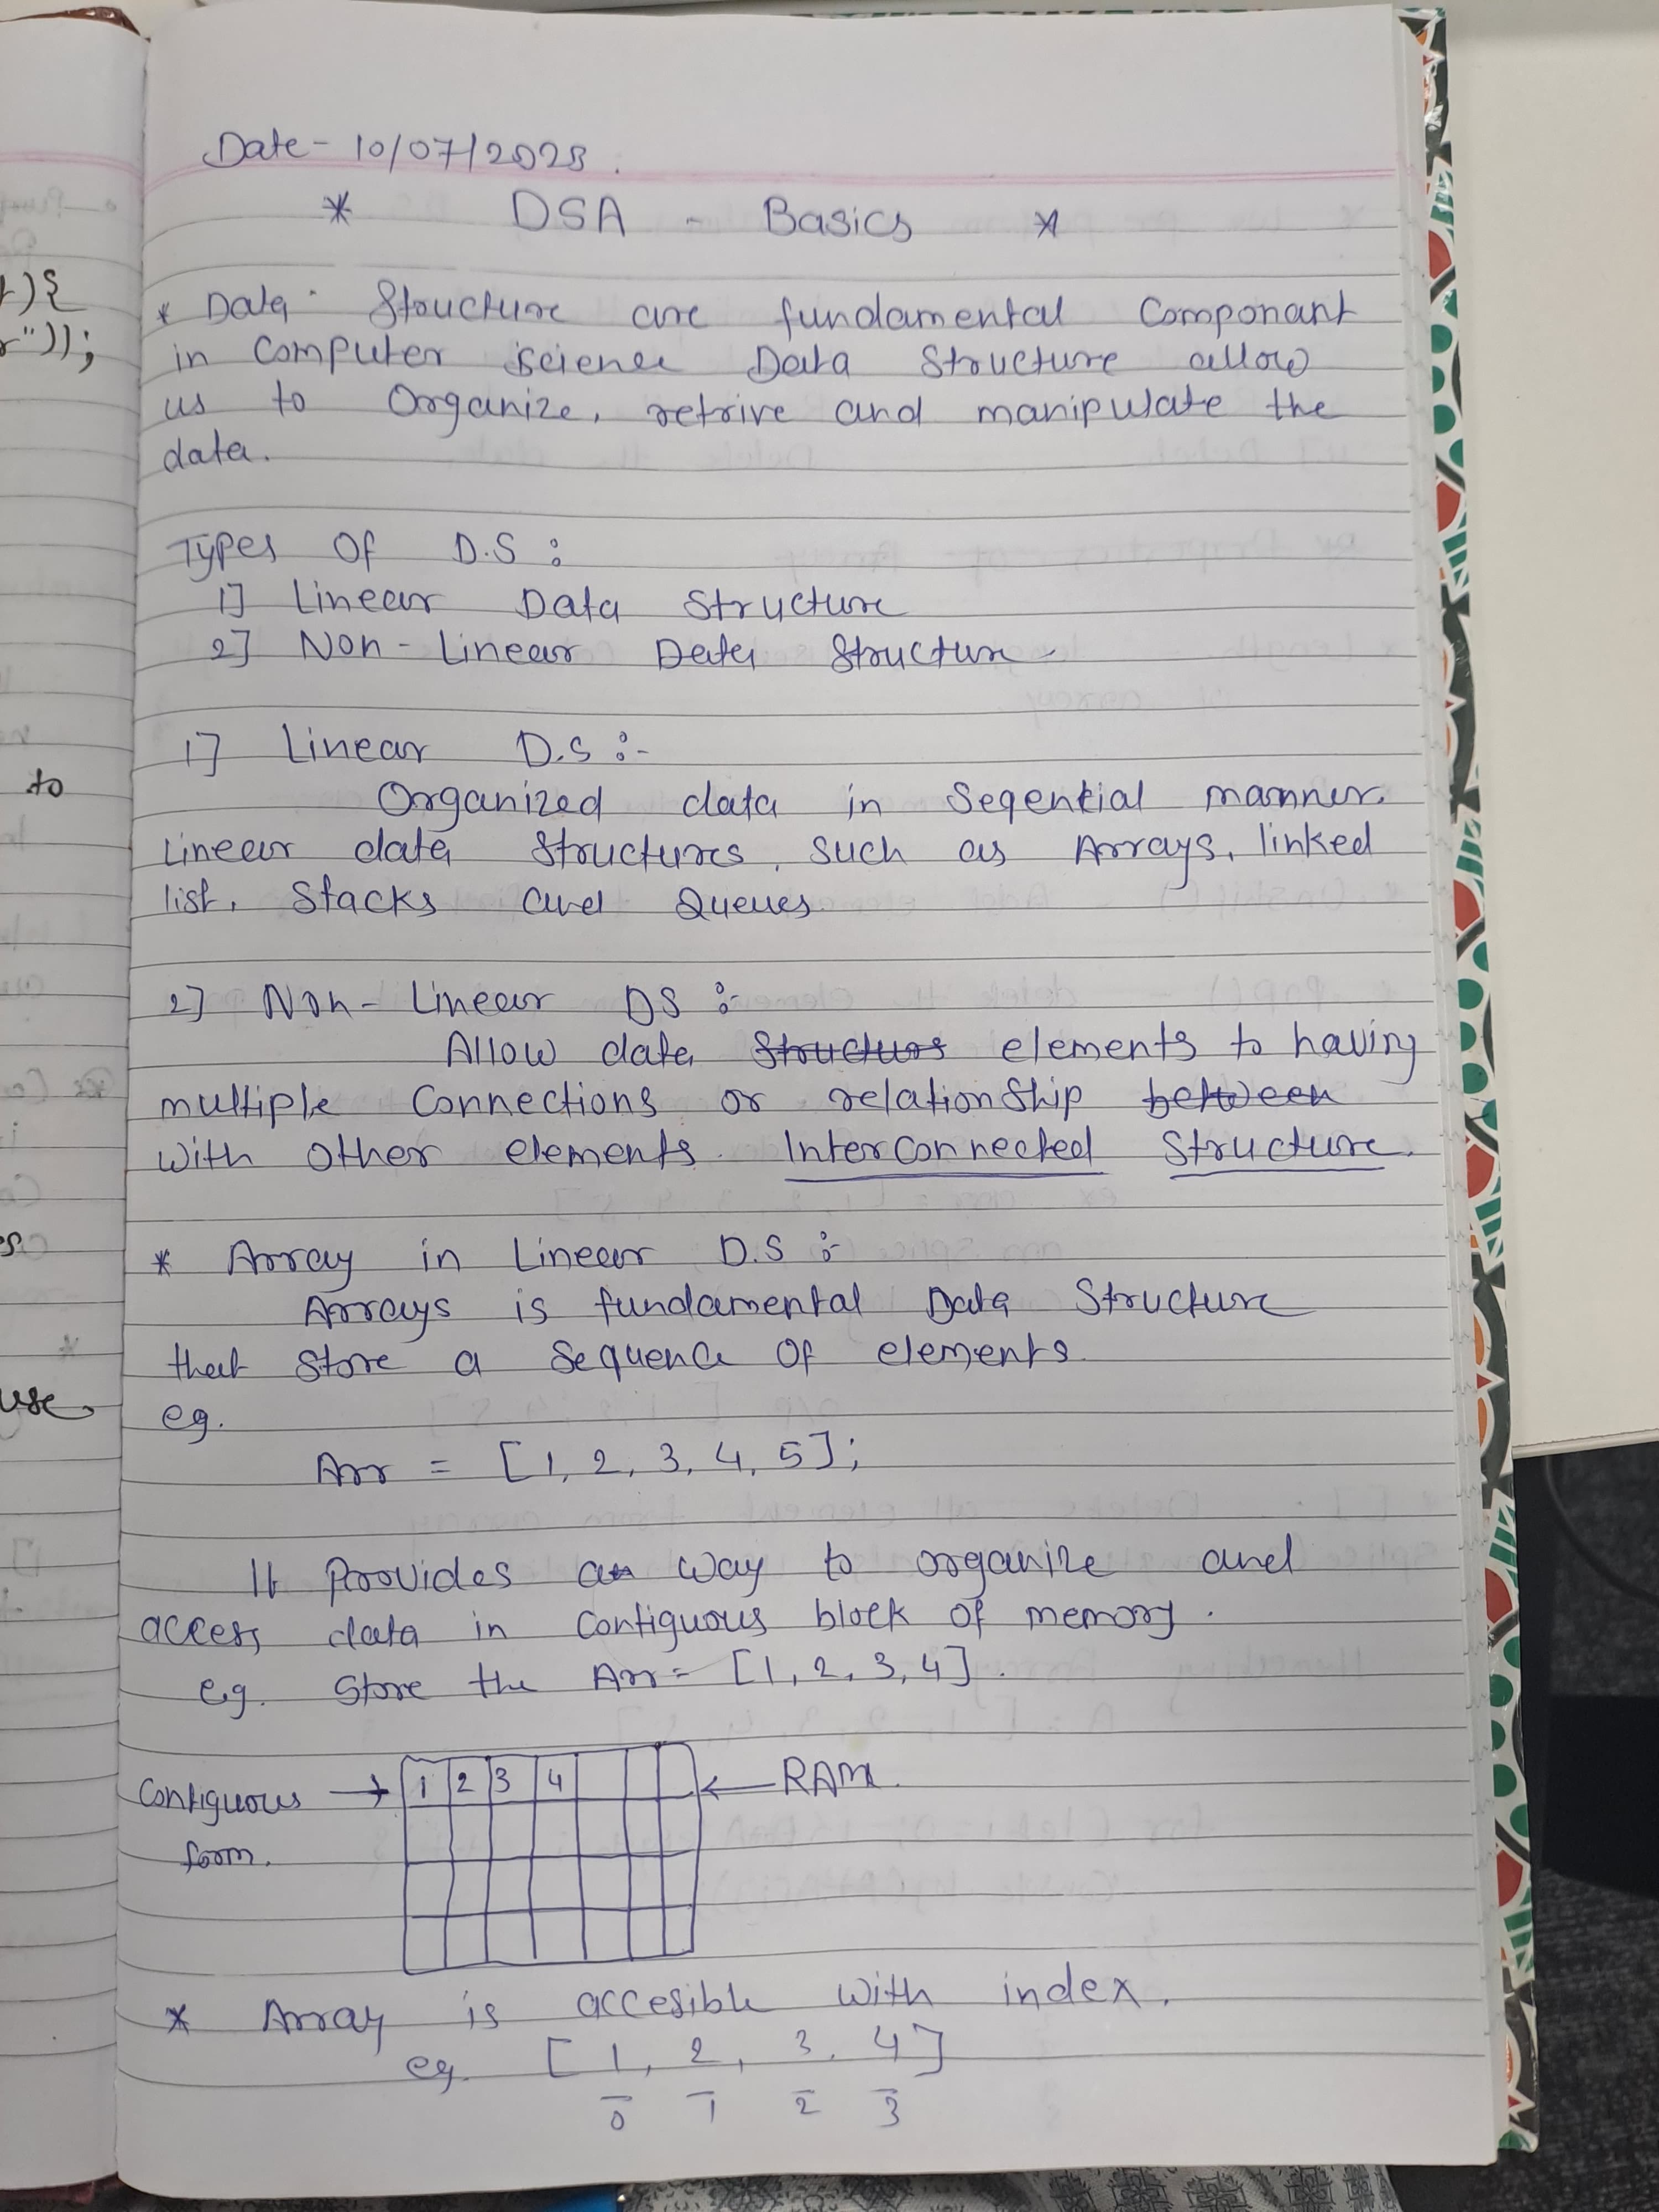 Date - 10/07/2023.
* DSA - Basics *
* Data Structure are fundamental Componant
in Computer Science Data Structure allow
us to Organize, retrive and manipulate the
data.
Types Of D.S :
1] Linear Data Structure
2] Non - Linear Data Structure
1] Linear D.S :-
Organized data in Seqential manner.
Linear data Structures, Such as Arrays, linked
list, Stacks and Queues.
2] Non - Linear DS :-
Allow data Structures elements to having
multiple Connections or relationship between
with other elements. Interconnected Structure.
* Array in Linear D.S :-
Arrays is fundamental Data Structure
that Store a Sequence Of elements.
eg.
Arr = [1, 2, 3, 4, 5];
It Provides a way to organize and
access data in Contiguous block of memory.
eg. Store the Arr = [1, 2, 3, 4].
Contiguous → 1 2 3 4 ← RAM.
form.
* Array is accesible with index.
eg. [ 1, 2, 3, 4 ]
0 1 2 3
) {
"));
to
use